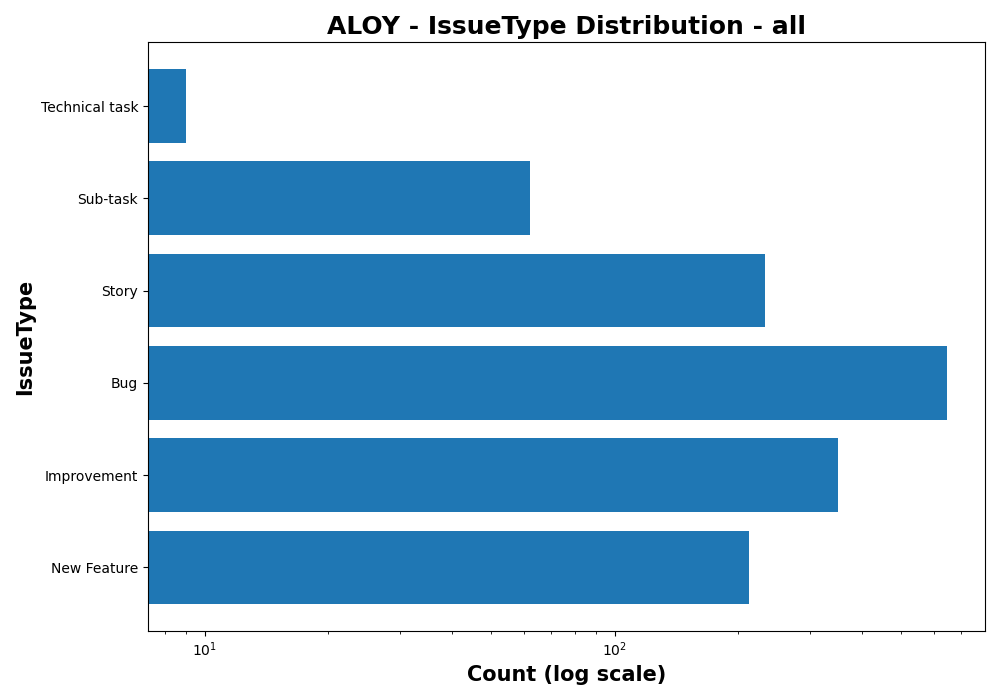 ALOY - IssueType Distribution - all
IssueType
Technical task
Sub-task
Story
Bug
Improvement
New Feature
10¹ 10²
Count (log scale)